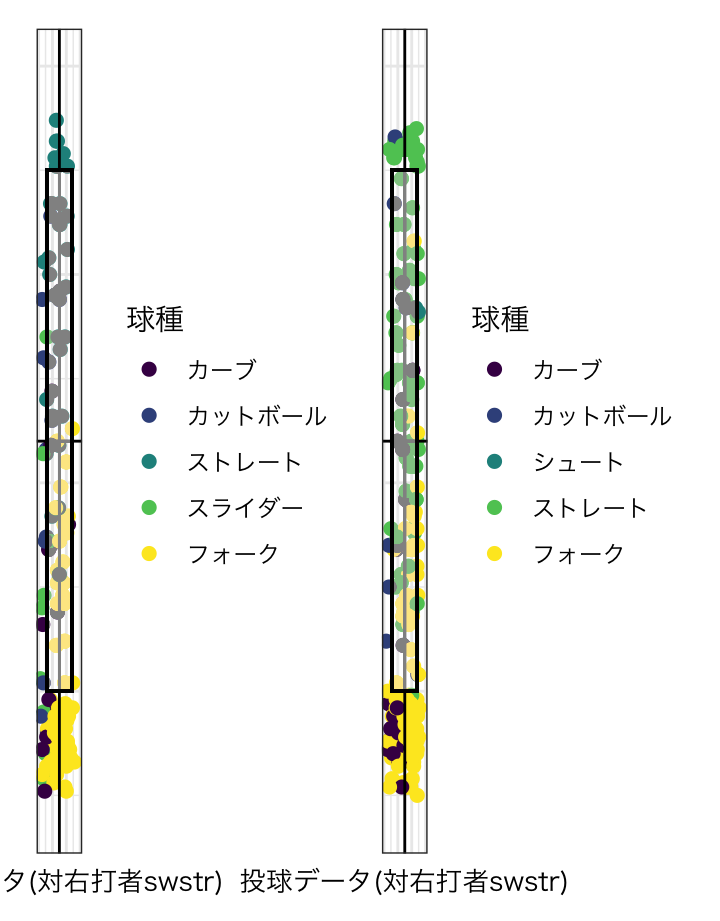 球種
カーブ
カットボール
ストレート
スライダー
フォーク
球種
カーブ
カットボール
シュート
ストレート
フォーク
タ(対右打者swstr)
投球データ(対右打者swstr)